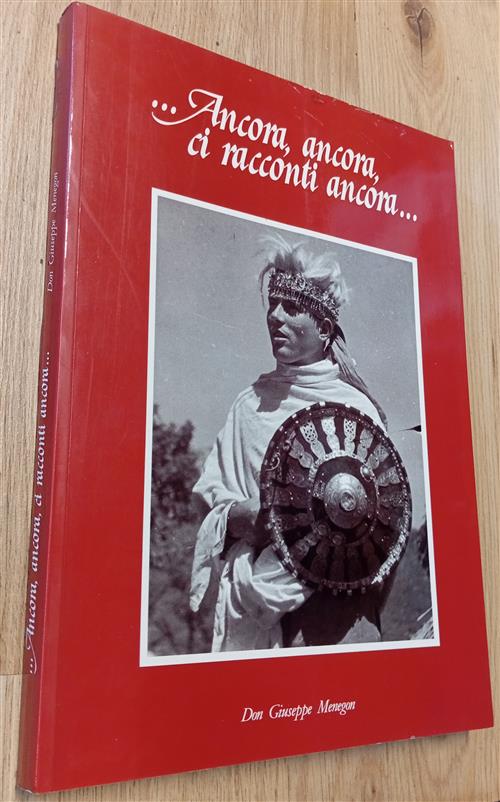 ...Ancora, ancora,
ci racconti ancora...
Don Giuseppe Menegon
...Ancora, ancora, ci racconti ancora...
Don Giuseppe Menegon